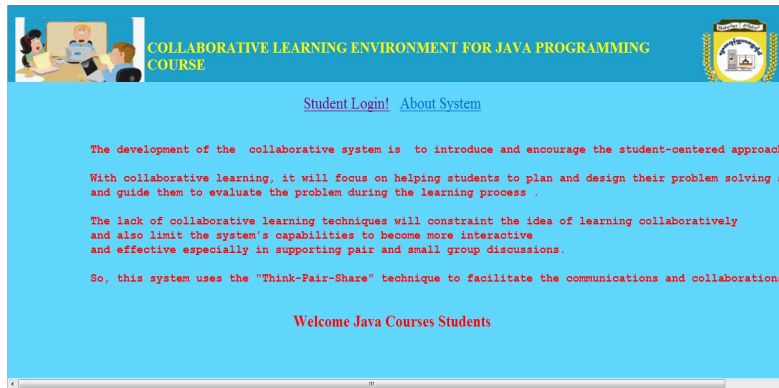 COLLABORATIVE LEARNING ENVIRONMENT FOR JAVA PROGRAMMING
COURSE
Student Login! About System
The development of the collaborative system is to introduce and encourage the student-centered approach
With collaborative learning, it will focus on helping students to plan and design their problem solving
and guide them to evaluate the problem during the learning process .
The lack of collaborative learning techniques will constraint the idea of learning collaboratively
and also limit the system's capabilities to become more interactive
and effective especially in supporting pair and small group discussions.
So, this system uses the "Think-Pair-Share" technique to facilitate the communications and collaborations
Welcome Java Courses Students